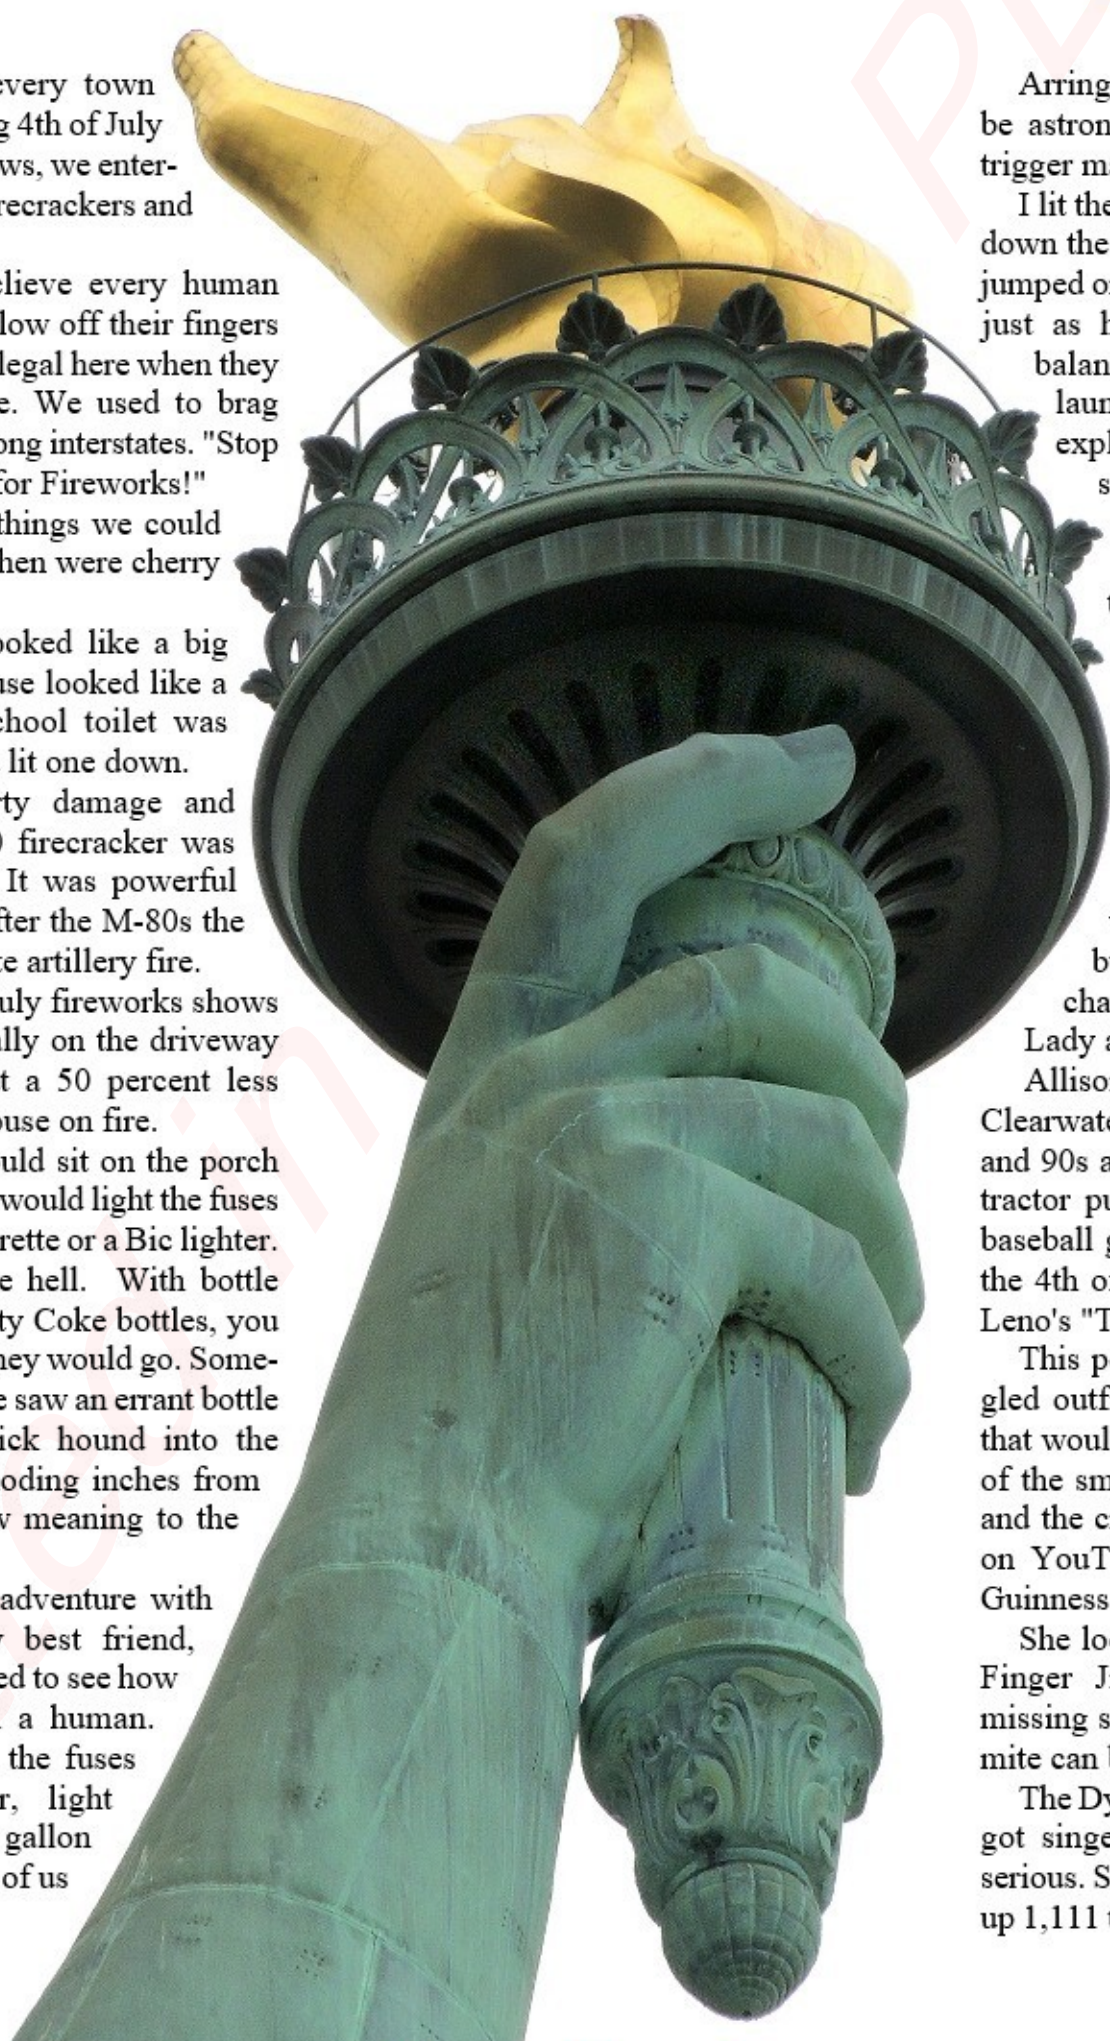 every town
g 4th of July
ws, we enter-
recrackers and
elieve every human
low off their fingers
legal here when they
e. We used to brag
ong interstates. "Stop
for Fireworks!"
things we could
hen were cherry
ooked like a big
use looked like a
chool toilet was
lit one down.
rty damage and
) firecracker was
It was powerful
fter the M-80s the
te artillery fire.
uly fireworks shows
ally on the driveway
t a 50 percent less
ouse on fire.
uld sit on the porch
would light the fuses
rette or a Bic lighter.
e hell. With bottle
ty Coke bottles, you
hey would go. Some-
e saw an errant bottle
ick hound into the
oding inches from
w meaning to the
adventure with
y best friend,
ed to see how
a human.
the fuses
r, light
gallon
of us
Arring
be astron
trigger ma
I lit the
down the
jumped o
just as h
balan
laun
expl
s
t
b
cha
Lady a
Alliso
Clearwate
and 90s a
tractor pu
baseball g
the 4th o
Leno's "T
This p
gled outf
that woul
of the sm
and the c
on YouT
Guinness
She lo
Finger J
missing s
mite can
The Dy
got singe
serious. S
up 1,111 t